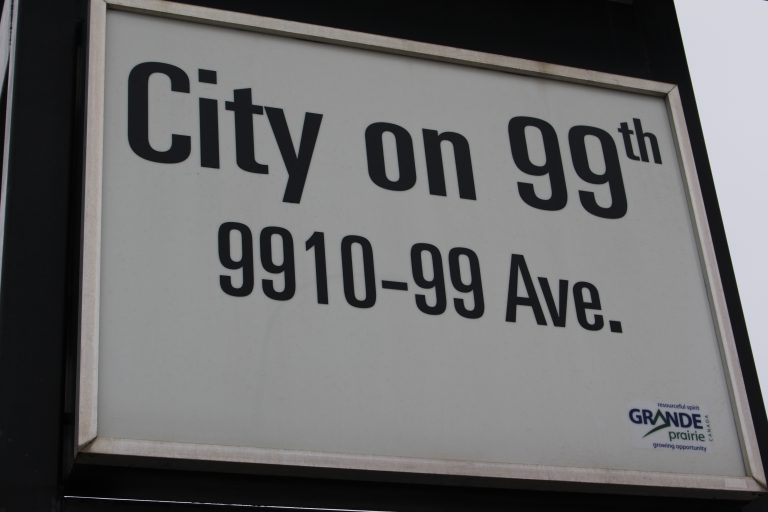 City on 99th
9910-99 Ave.
resourceful spirit
GRANDE
prairie
CANADA
growing opportunity